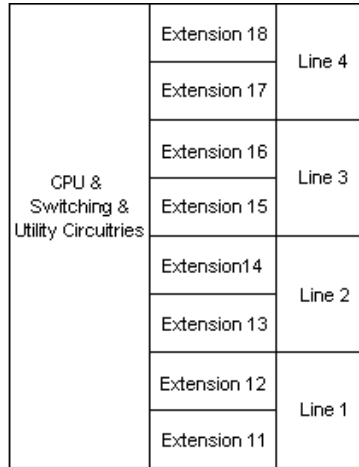 CPU &
Switching &
Utility Circuitries
Extension 18
Extension 17
Line 4
Extension 16
Extension 15
Line 3
Extension14
Extension 13
Line 2
Extension 12
Extension 11
Line 1